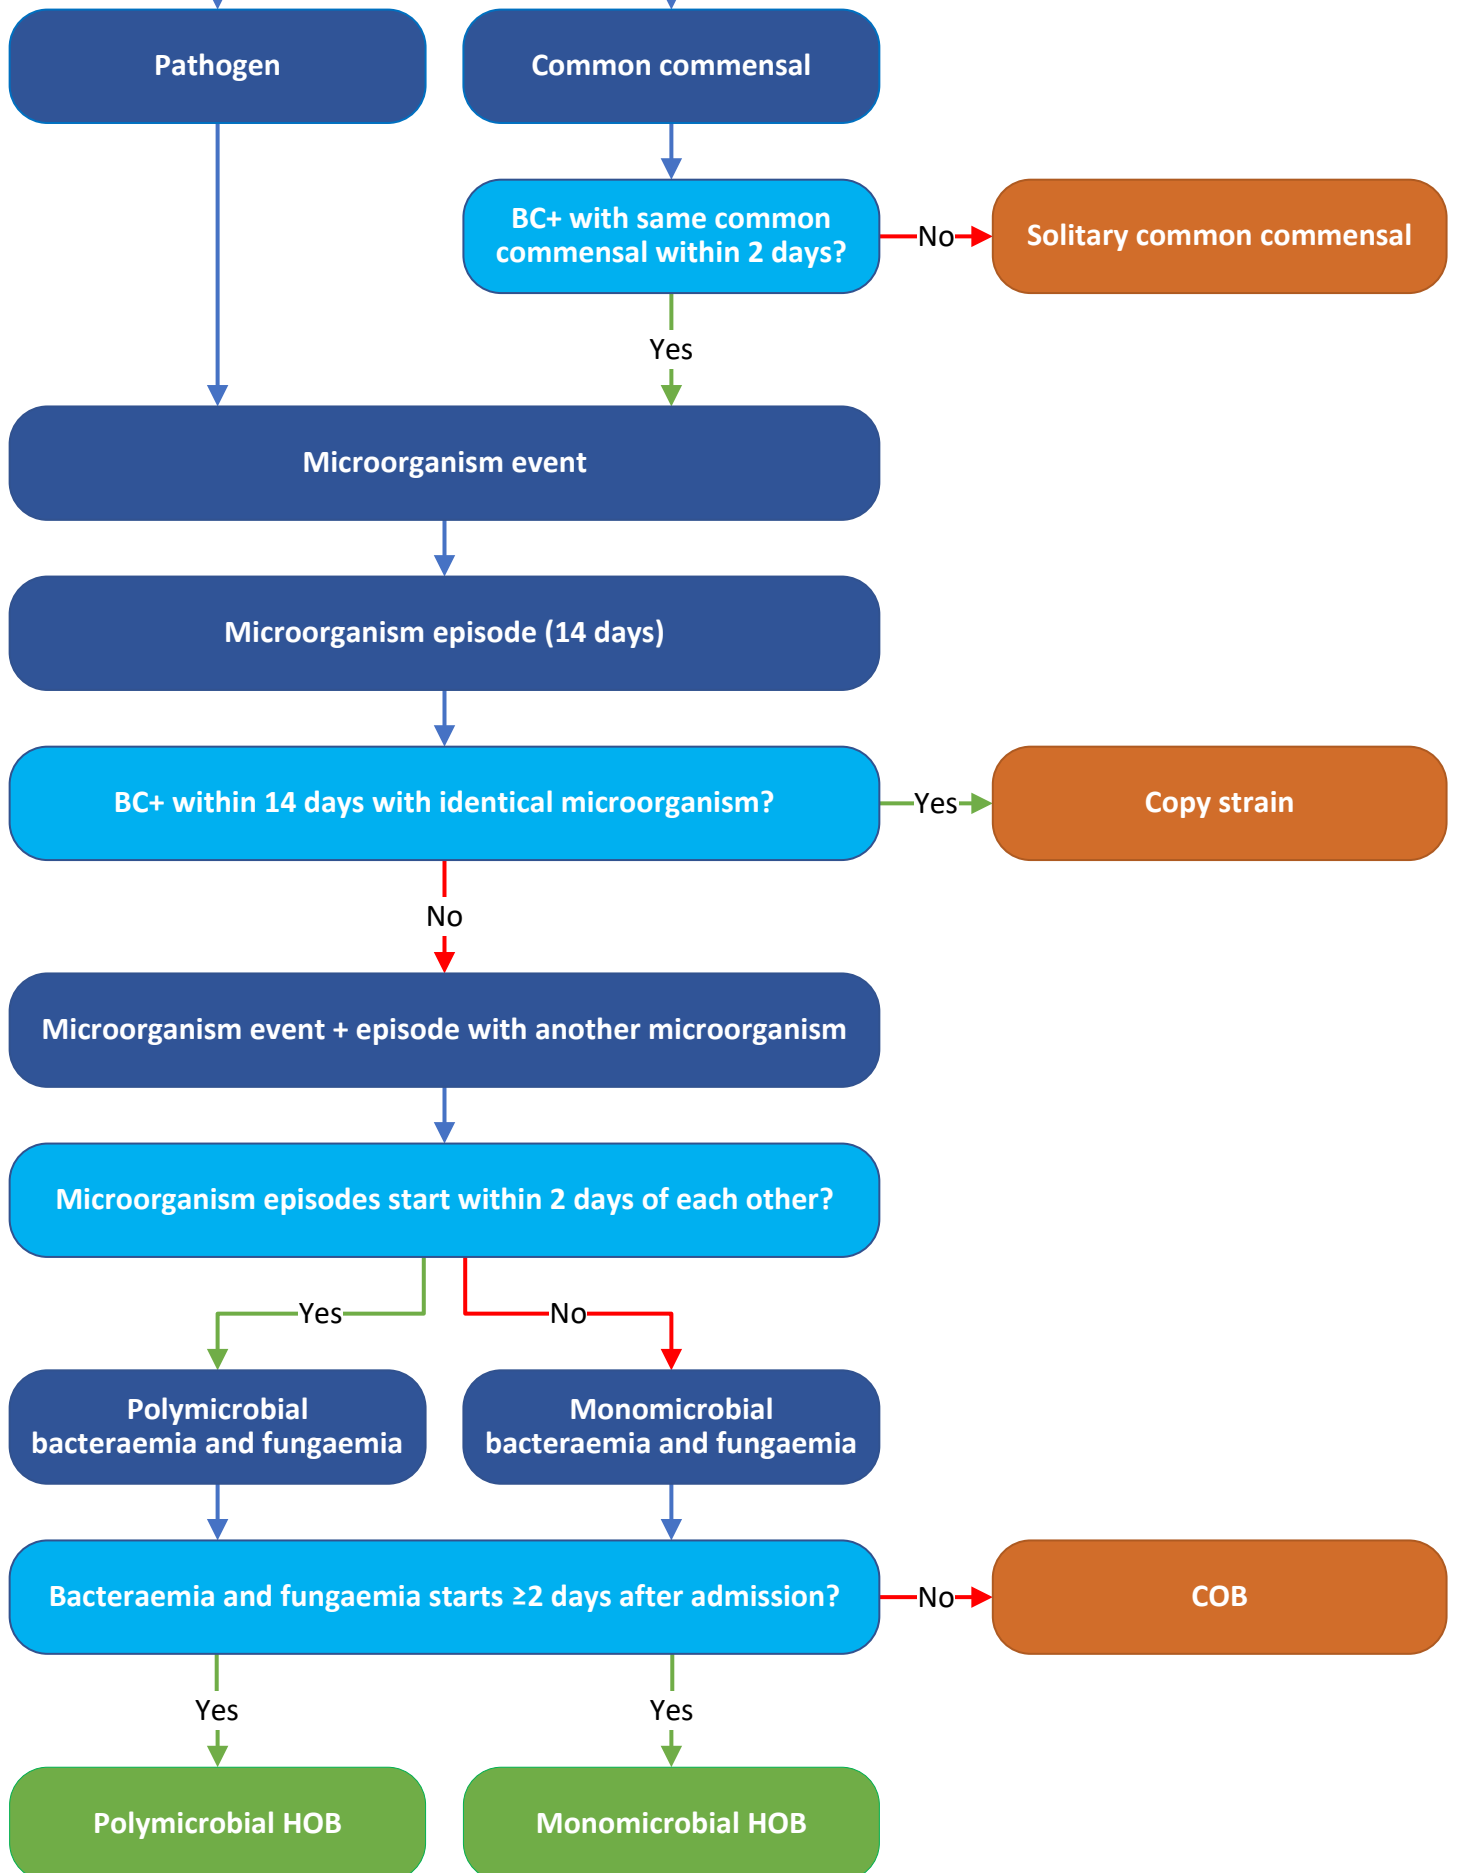 Pathogen
Common commensal
BC+ with same common
commensal within 2 days?
No
Solitary common commensal
Yes
Microorganism event
Microorganism episode (14 days)
BC+ within 14 days with identical microorganism?
Yes
Copy strain
No
Microorganism event + episode with another microorganism
Microorganism episodes start within 2 days of each other?
Yes
No
Polymicrobial
bacteraemia and fungaemia
Monomicrobial
bacteraemia and fungaemia
Bacteraemia and fungaemia starts ≥2 days after admission?
No
COB
Yes
Yes
Polymicrobial HOB
Monomicrobial HOB